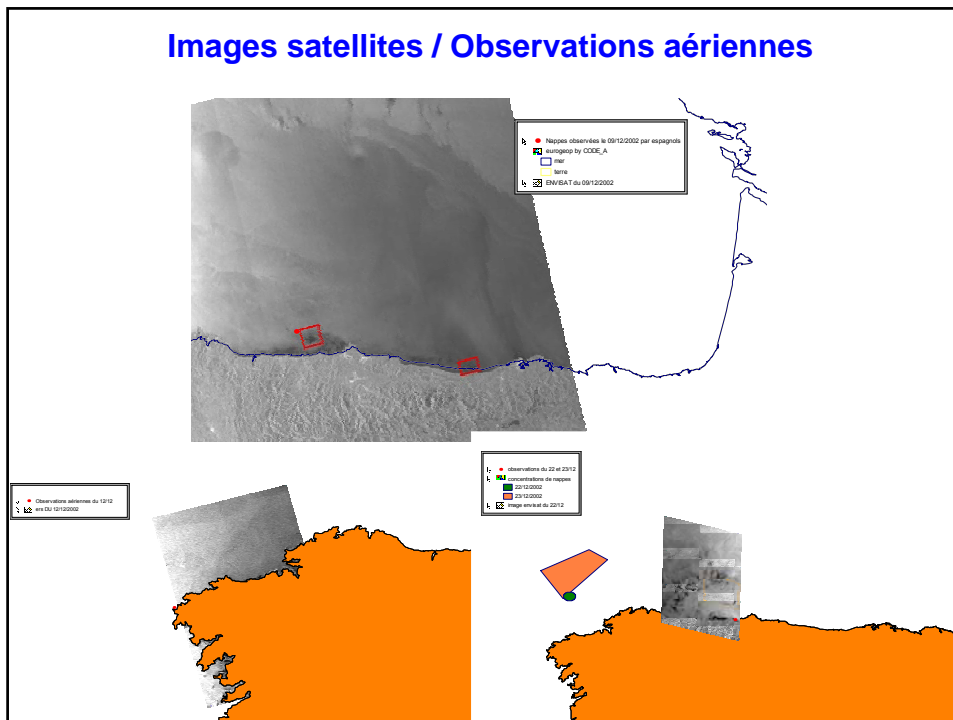 Images satellites / Observations aériennes
Nappes observées le 09/12/2002 par espagnols
eurogeop by CODE_A
mer
terre
ENVISAT du 09/12/2002
observations du 22 et 23/12
concentrations de nappes
22/12/2002
23/12/2002
image envisat du 22/12
Observations aériennes du 12/12
ers DU 12/12/2002